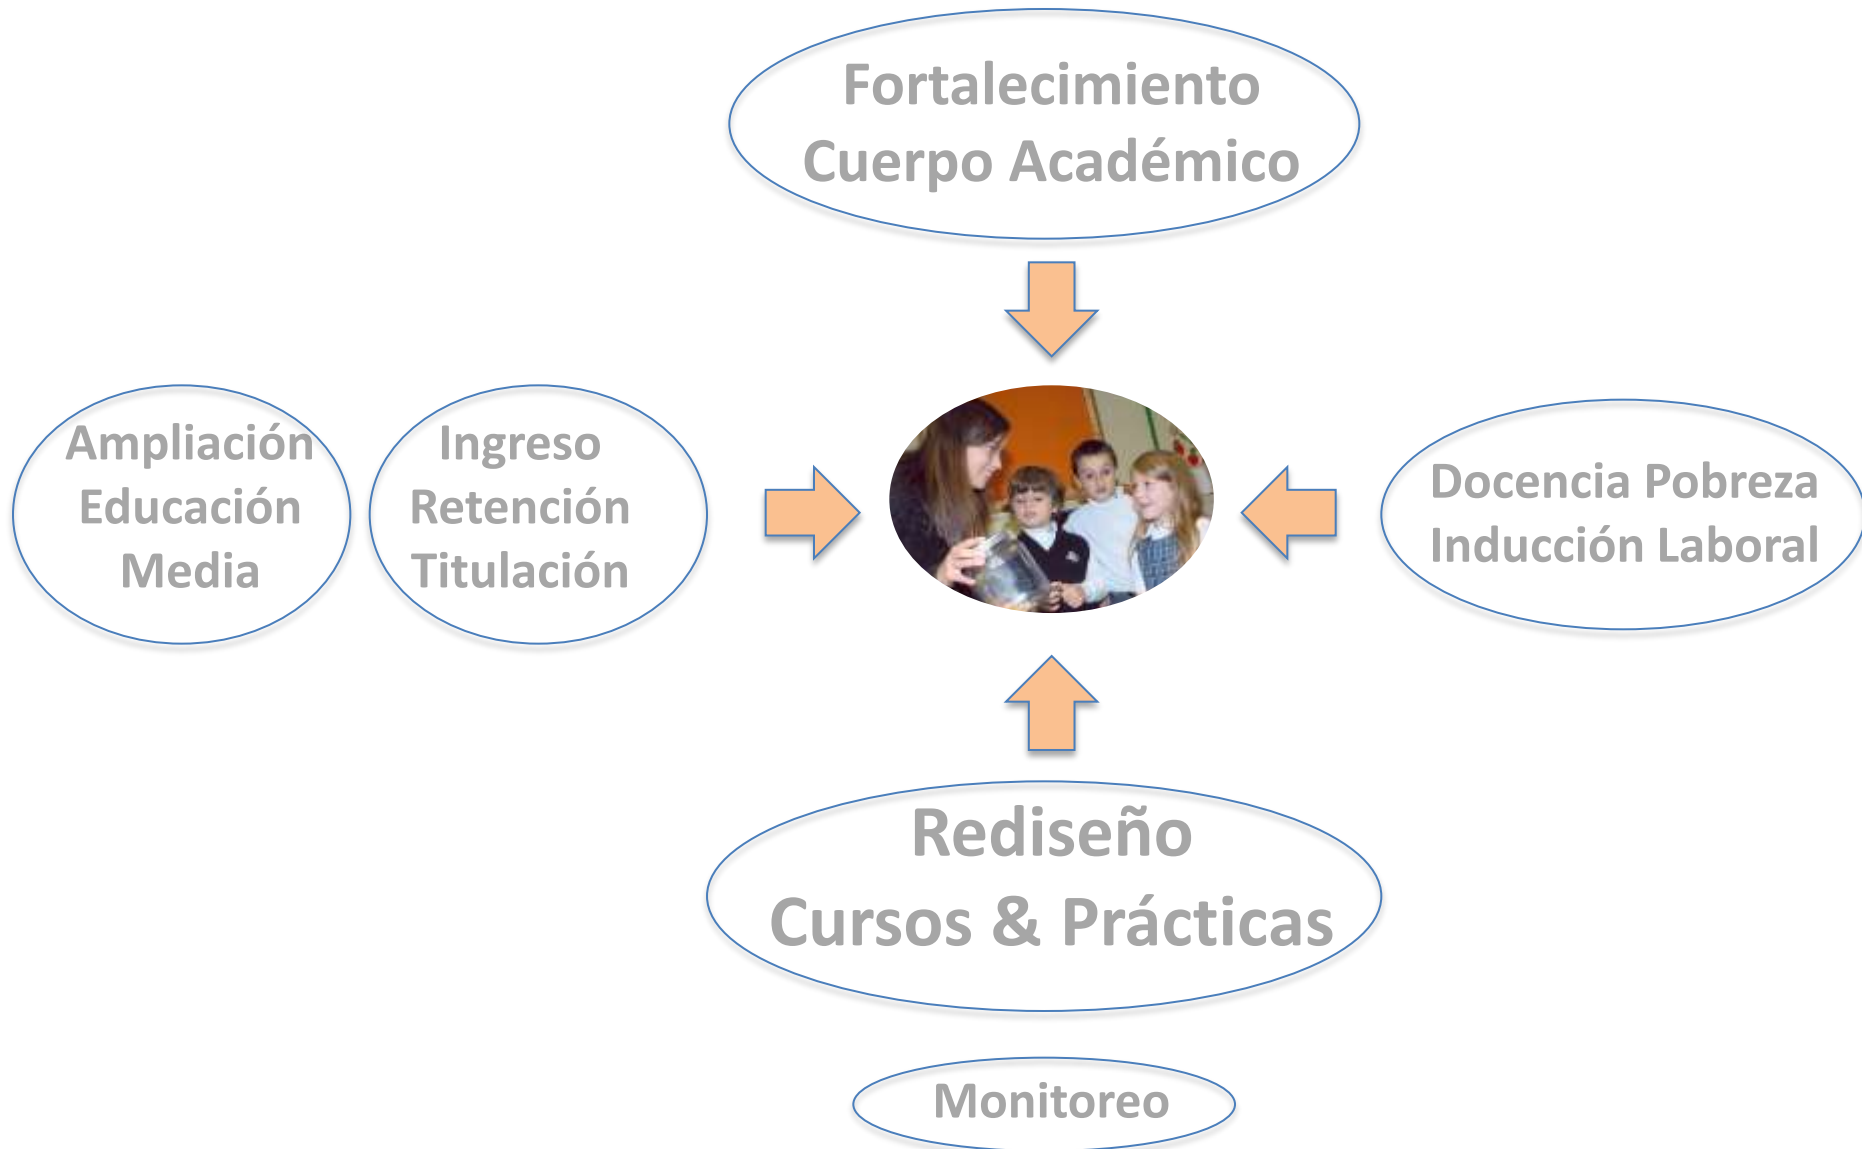 Fortalecimiento
Cuerpo Académico
Ampliación
Educación
Media
Ingreso
Retención
Titulación
Docencia Pobreza
Inducción Laboral
Rediseño
Cursos & Prácticas
Monitoreo